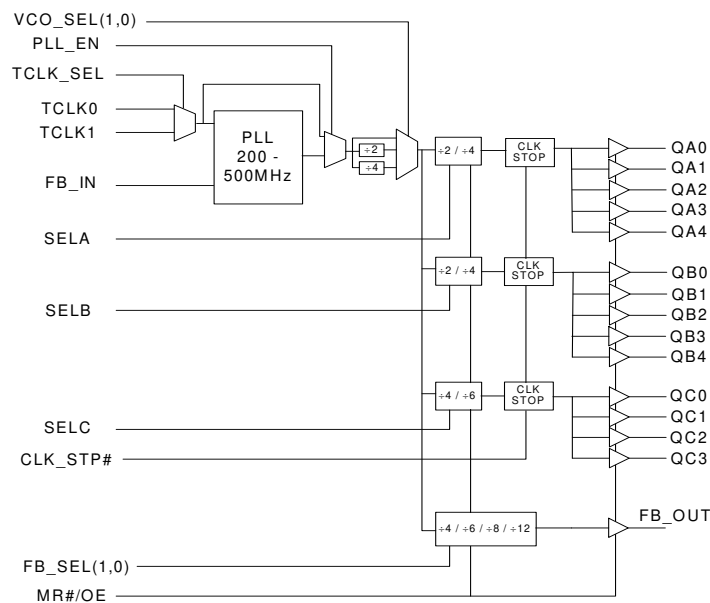 VCO_SEL(1,0)
PLL_EN
TCLK_SEL
TCLK0
TCLK1
FB_IN
PLL
200 -
500MHz
÷2
÷4
SELA
÷2 / ÷4
CLK
STOP
QA0
QA1
QA2
QA3
QA4
SELB
÷2 / ÷4
CLK
STOP
QB0
QB1
QB2
QB3
QB4
SELC
÷4 / ÷6
CLK
STOP
QC0
QC1
QC2
QC3
CLK_STP#
÷4 / ÷6 / ÷8 / ÷12
FB_OUT
FB_SEL(1,0)
MR#/OE